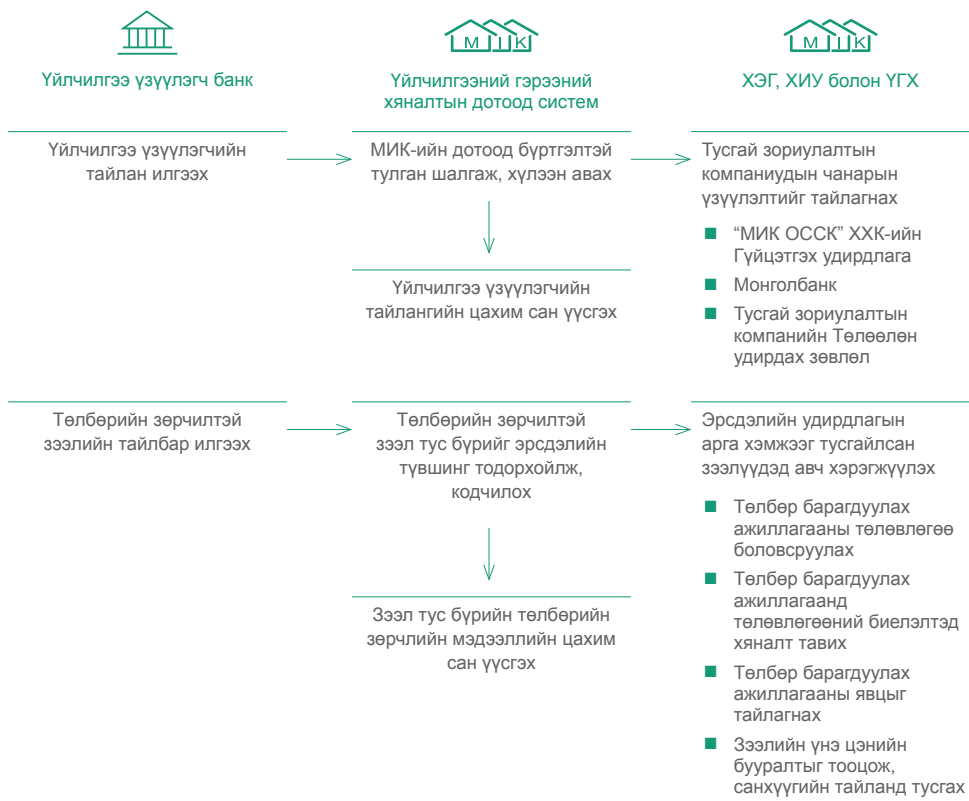 MIK
MIK
Үйлчилгээ үзүүлэгч банк
Үйлчилгээний гэрээний
хяналтын дотоод систем
ХЭГ, ХИУ болон ҮГХ
Үйлчилгээ үзүүлэгчийн
тайлан илгээх
МИК-ийн дотоод бүртгэлтэй
тулган шалгаж, хүлээн авах
Үйлчилгээ үзүүлэгчийн
тайлангийн цахим сан үүсгэх
Тусгай зориулалтын
компаниудын чанарын
үзүүлэлтийг тайлагнах
“МИК ОССК” ХХК-ийн
Гүйцэтгэх удирдлага
Монголбанк
Тусгай зориулалтын
компанийн Төлөөлөн
удирдах зөвлөл
Төлбөрийн зөрчилтэй
зээлийн тайлбар илгээх
Төлбөрийн зөрчилтэй
зээл тус бүрийг эрсдэлийн
түвшинг тодорхойлж,
кодчилох
Зээл тус бүрийн төлбөрийн
зөрчлийн мэдээллийн цахим
сан үүсгэх
Эрсдэлийн удирдлагын
арга хэмжээг тусгайлсан
зээлүүдэд авч хэрэгжүүлэх
Төлбөр барагдуулах
ажиллагааны төлөвлөгөө
боловсруулах
Төлбөр барагдуулах
ажиллагаанд
төлөвлөгөөний биелэлтэд
хяналт тавих
Төлбөр барагдуулах
ажиллагааны явцыг
тайлагнах
Зээлийн үнэ цэнийн
бууралтыг тооцож,
санхүүгийн тайланд тусгах